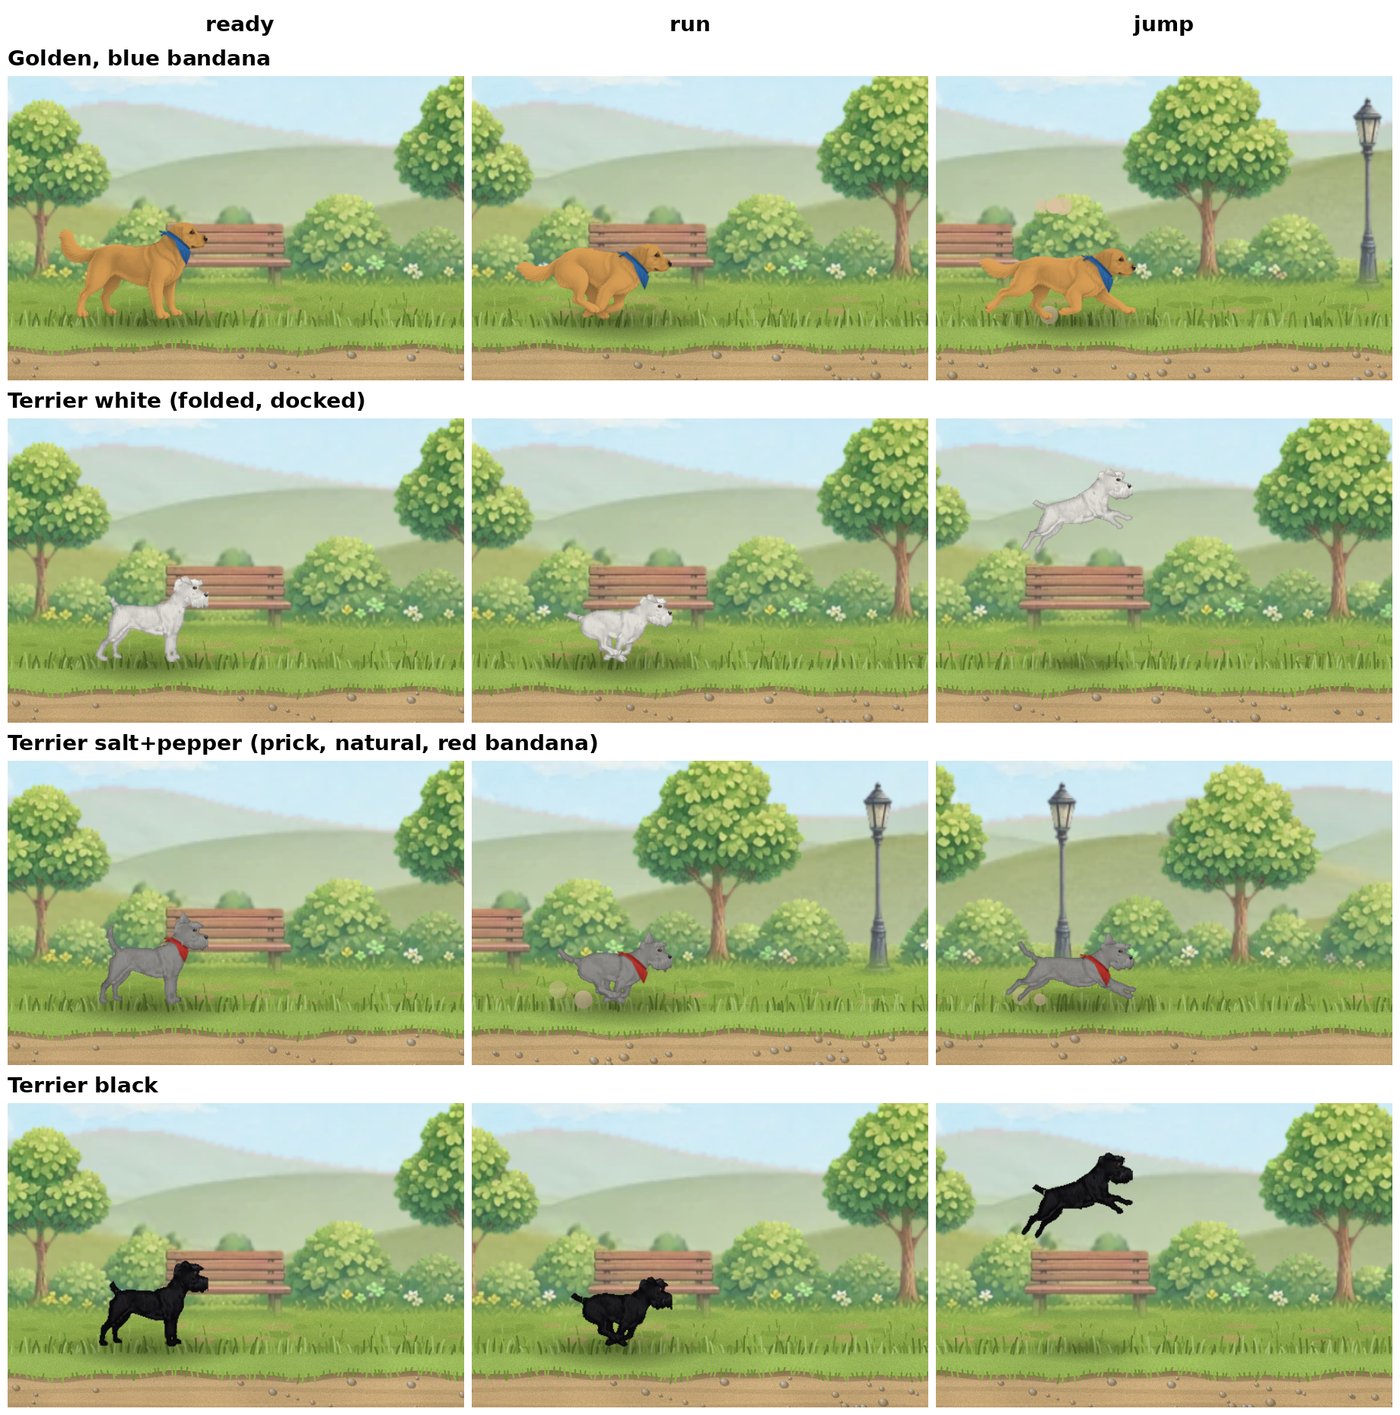 ready run jump
Golden, blue bandana
Terrier white (folded, docked)
Terrier salt+pepper (prick, natural, red bandana)
Terrier black